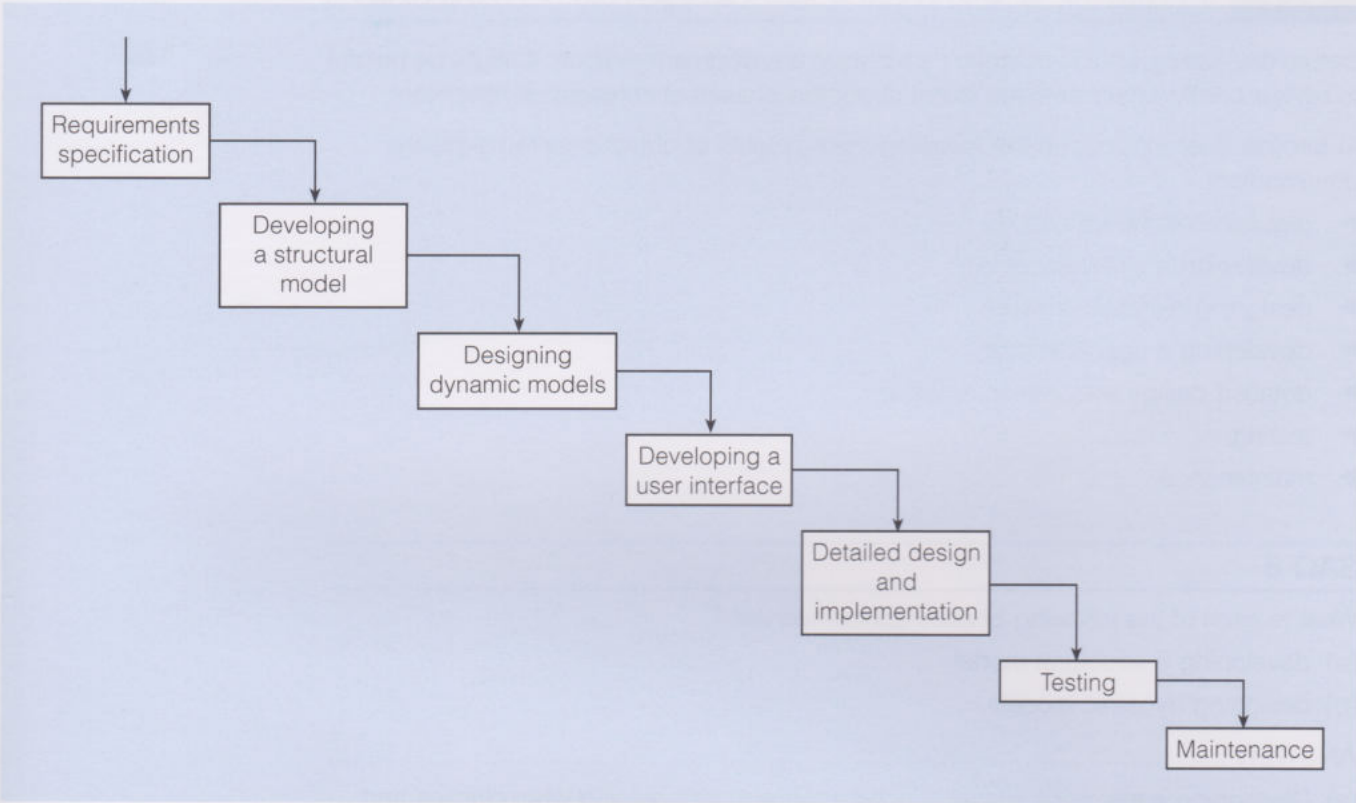 Requirements
specification
Developing
a structural
model
Designing
dynamic models
Developing a
user interface
Detailed design
and
implementation
Testing
Maintenance